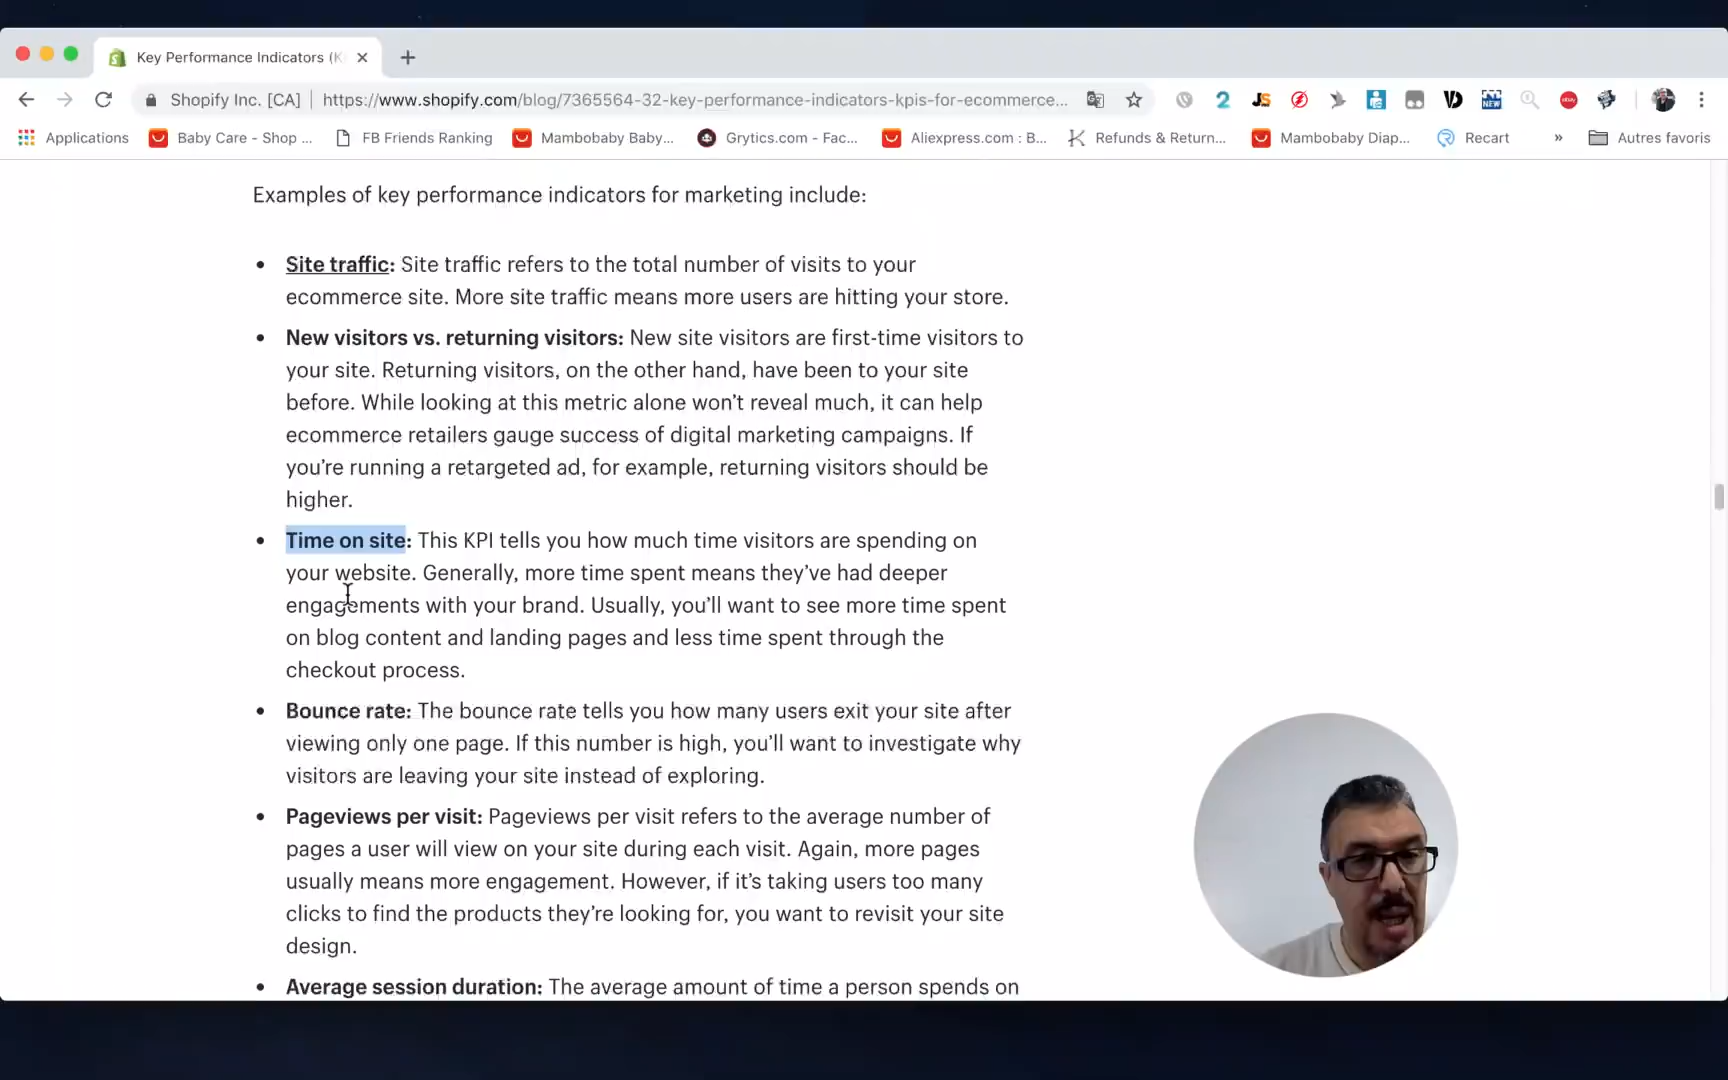 Key Performance Indicators (K
Shopify Inc. [CA]
https://www.shopify.com/blog/7365564-32-key-performance-indicators-kpis-for-ecommerce...
Applications
Baby Care - Shop ...
FB Friends Ranking
Mambobaby Baby...
Grytics.com - Fac...
Aliexpress.com : B...
Refunds & Return...
Mambobaby Diap...
Recart
»
Autres favoris
Examples of key performance indicators for marketing include:
• Site traffic: Site traffic refers to the total number of visits to your
ecommerce site. More site traffic means more users are hitting your store.
• New visitors vs. returning visitors: New site visitors are first-time visitors to
your site. Returning visitors, on the other hand, have been to your site
before. While looking at this metric alone won’t reveal much, it can help
ecommerce retailers gauge success of digital marketing campaigns. If
you’re running a retargeted ad, for example, returning visitors should be
higher.
• Time on site: This KPI tells you how much time visitors are spending on
your website. Generally, more time spent means they’ve had deeper
engagements with your brand. Usually, you’ll want to see more time spent
on blog content and landing pages and less time spent through the
checkout process.
• Bounce rate: The bounce rate tells you how many users exit your site after
viewing only one page. If this number is high, you’ll want to investigate why
visitors are leaving your site instead of exploring.
• Pageviews per visit: Pageviews per visit refers to the average number of
pages a user will view on your site during each visit. Again, more pages
usually means more engagement. However, if it’s taking users too many
clicks to find the products they’re looking for, you want to revisit your site
design.
• Average session duration: The average amount of time a person spends on